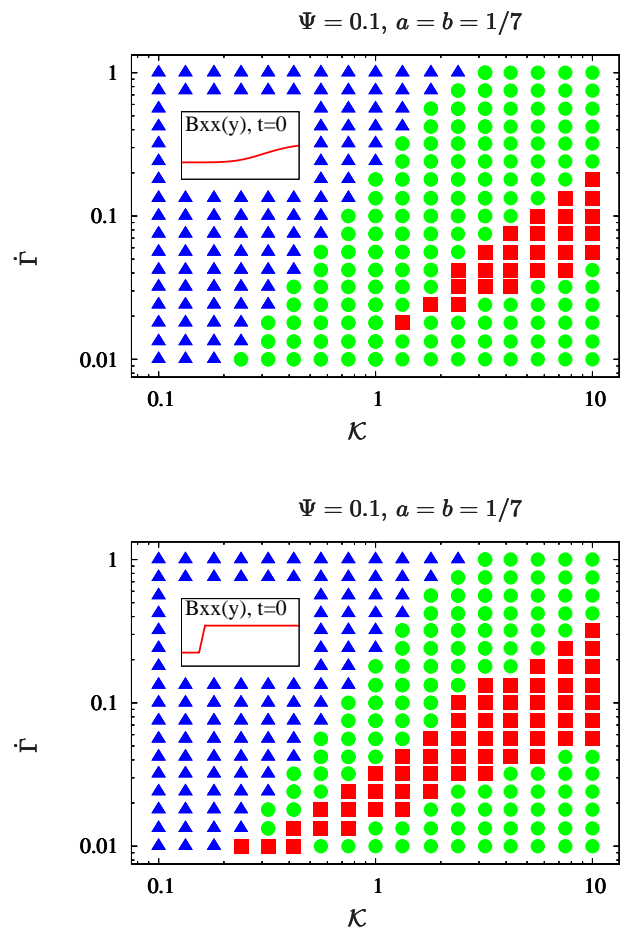 Ψ = 0.1, a = b = 1/7
1
Bxx(y), t=0
0.1
Γ̇
0.01
0.1 1 10
𝒦
Ψ = 0.1, a = b = 1/7
1
Bxx(y), t=0
0.1
Γ̇
0.01
0.1 1 10
𝒦